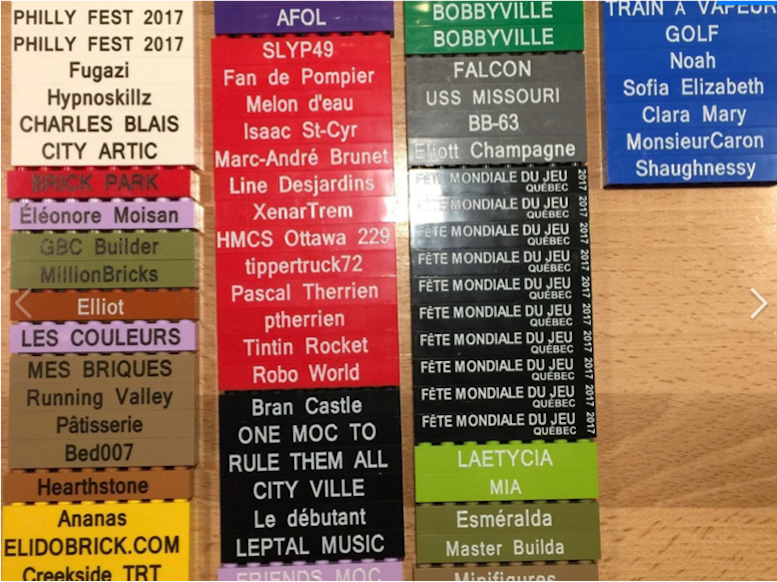 PHILLY FEST 2017
PHILLY FEST 2017
Fugazi
Hypnoskillz
CHARLES BLAIS
CITY ARTIC
BRICK PARK
Éléonore Moisan
GBC Builder
MillionBricks
Elliot
LES COULEURS
MES BRIQUES
Running Valley
Pâtisserie
Bed007
Hearthstone
Ananas
ELIDOBRICK.COM
Creekside TRT
AFOL
SLYP49
Fan de Pompier
Melon d'eau
Isaac St-Cyr
Marc-André Brunet
Line Desjardins
XenarTrem
HMCS Ottawa 229
tippertruck72
Pascal Therrien
ptherrien
Tintin Rocket
Robo World
Bran Castle
ONE MOC TO
RULE THEM ALL
CITY VILLE
Le débutant
LEPTAL MUSIC
FRIENDS MOC
BOBBYVILLE
BOBBYVILLE
FALCON
USS MISSOURI
BB-63
Eliott Champagne
FÊTE MONDIALE DU JEU QUÉBEC 2017
FÊTE MONDIALE DU JEU QUÉBEC 2017
FÊTE MONDIALE DU JEU QUÉBEC 2017
FÊTE MONDIALE DU JEU QUÉBEC 2017
FÊTE MONDIALE DU JEU QUÉBEC 2017
FÊTE MONDIALE DU JEU QUÉBEC 2017
FÊTE MONDIALE DU JEU QUÉBEC 2017
FÊTE MONDIALE DU JEU QUÉBEC 2017
FÊTE MONDIALE DU JEU QUÉBEC 2017
FÊTE MONDIALE DU JEU QUÉBEC 2017
LAETYCIA
MIA
Esméralda
Master Builda
Minifigures
TRAIN À VAPEUR
GOLF
Noah
Sofia Elizabeth
Clara Mary
MonsieurCaron
Shaughnessy